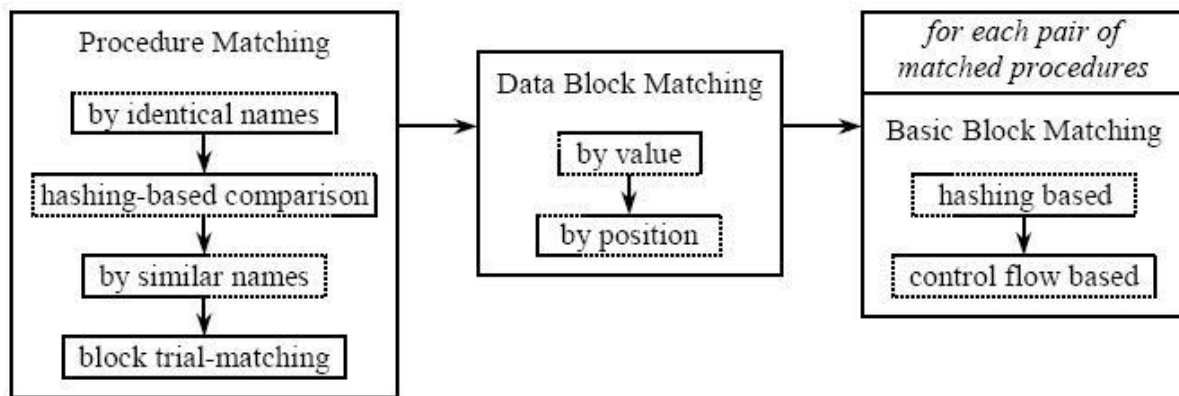 Procedure Matching
by identical names
hashing-based comparison
by similar names
block trial-matching
Data Block Matching
by value
by position
for each pair of
matched procedures
Basic Block Matching
hashing based
control flow based